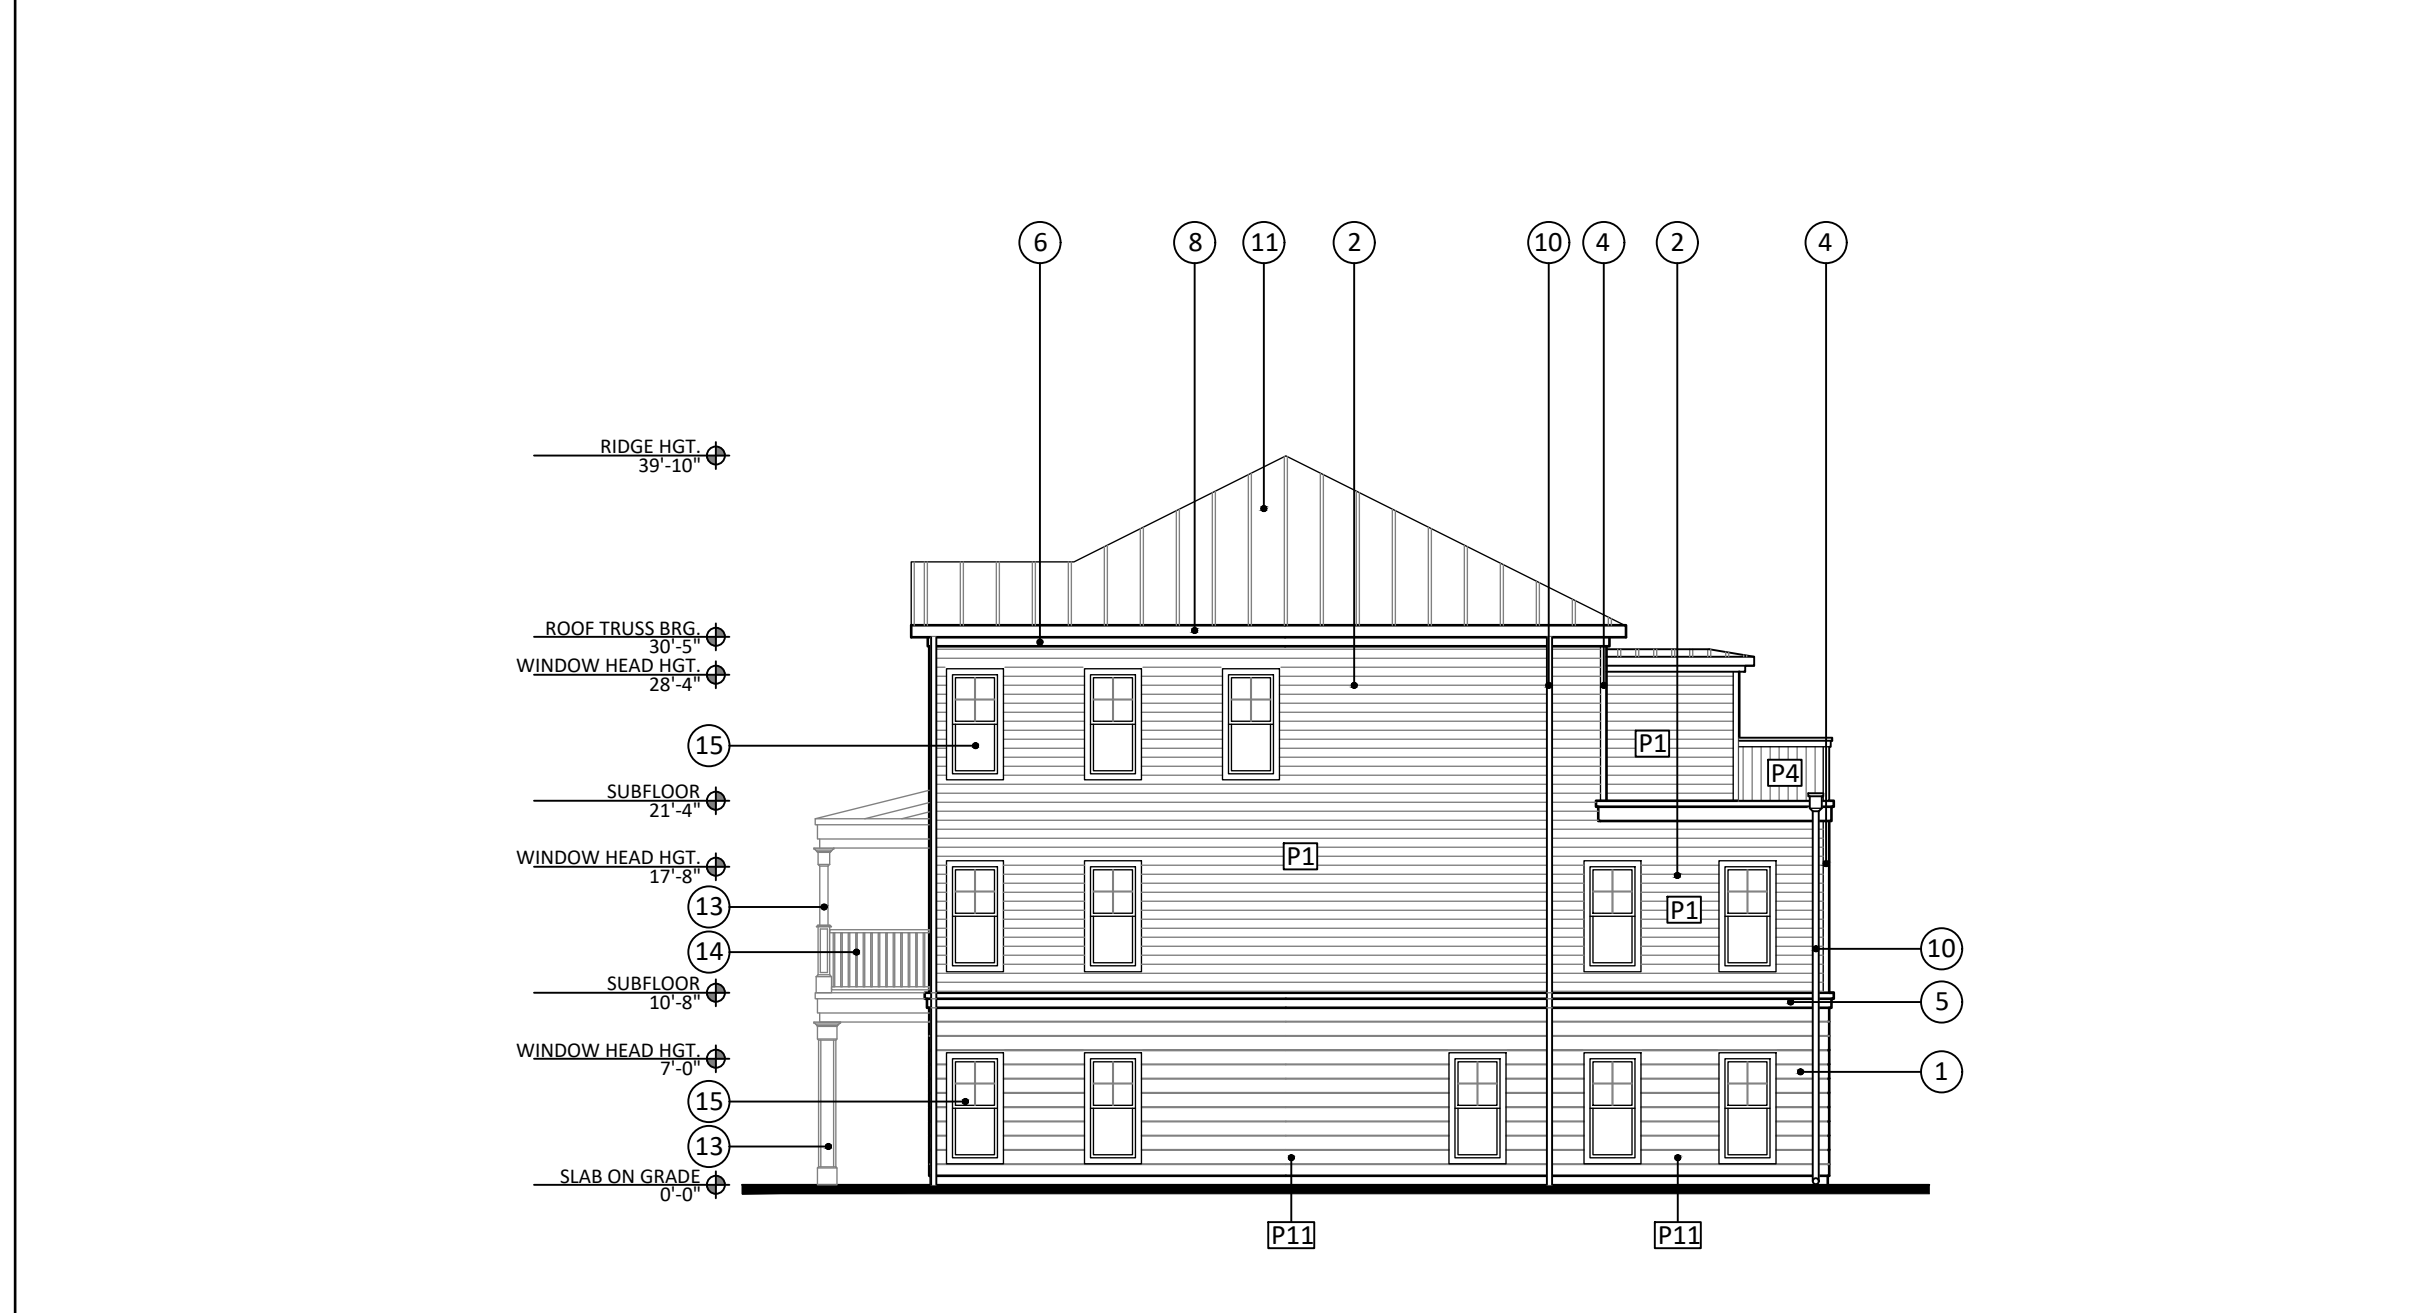 6 8 11 2 10 4 2 4
RIDGE HGT.
39'-10"
ROOF TRUSS BRG.
30'-5"
WINDOW HEAD HGT.
28'-4"
15
P1
P4
SUBFLOOR
21'-4"
WINDOW HEAD HGT.
17'-8"
P1
13
P1
14
10
SUBFLOOR
10'-8"
5
WINDOW HEAD HGT.
7'-0"
1
15
13
SLAB ON GRADE
0'-0"
P11 P11